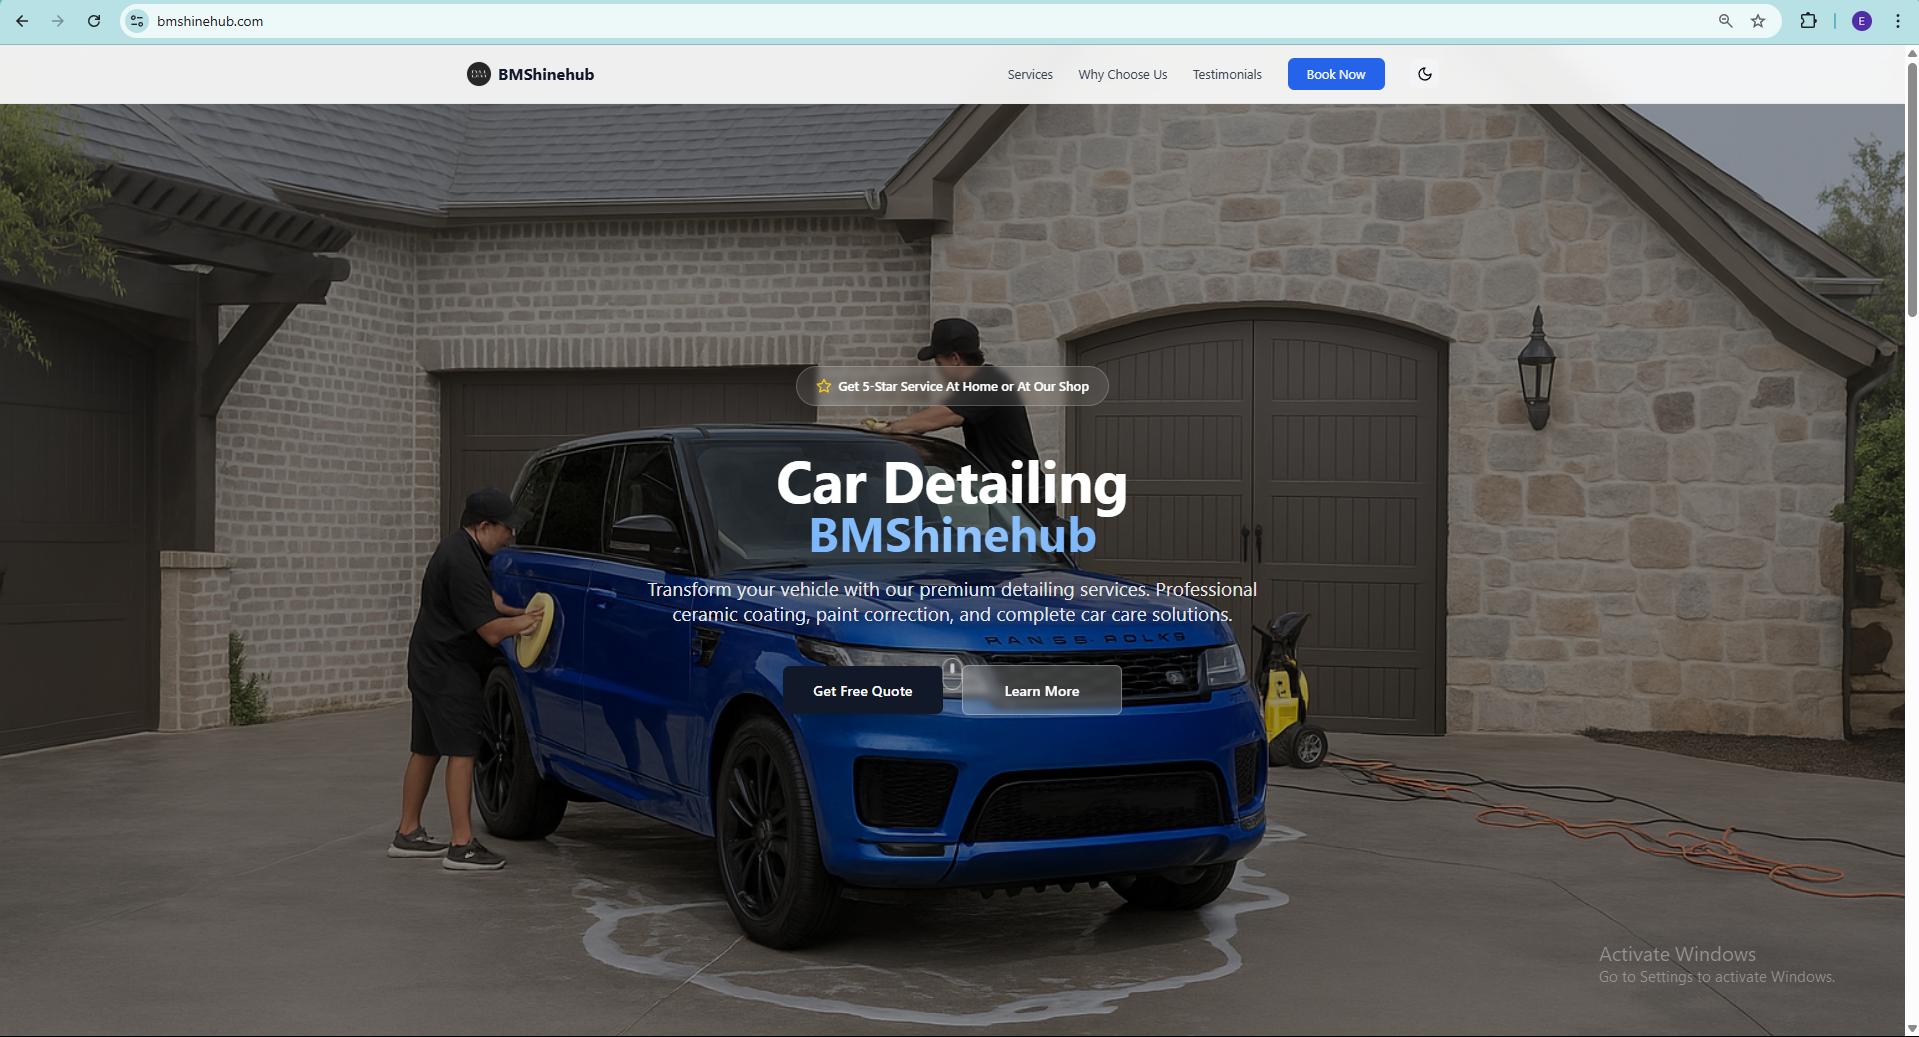 bmshinehub.com
E
BMShinehub
Services
Why Choose Us
Testimonials
Book Now
Get 5-Star Service At Home or At Our Shop
Car Detailing
BMShinehub
Transform your vehicle with our premium detailing services. Professional
ceramic coating, paint correction, and complete car care solutions.
RANSE ROLKS
Get Free Quote
Learn More
Activate Windows
Go to Settings to activate Windows.